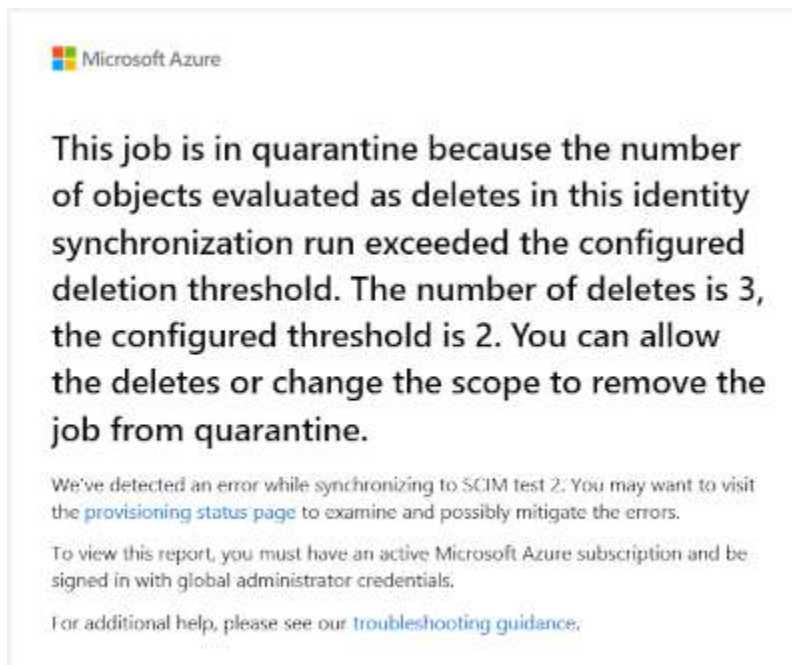 Microsoft Azure
This job is in quarantine because the number
of objects evaluated as deletes in this identity
synchronization run exceeded the configured
deletion threshold. The number of deletes is 3,
the configured threshold is 2. You can allow
the deletes or change the scope to remove the
job from quarantine.
We've detected an error while synchronizing to SCIM test 2. You may want to visit
the provisioning status page to examine and possibly mitigate the errors.
To view this report, you must have an active Microsoft Azure subscription and be
signed in with global administrator credentials.
For additional help, please see our troubleshooting guidance.